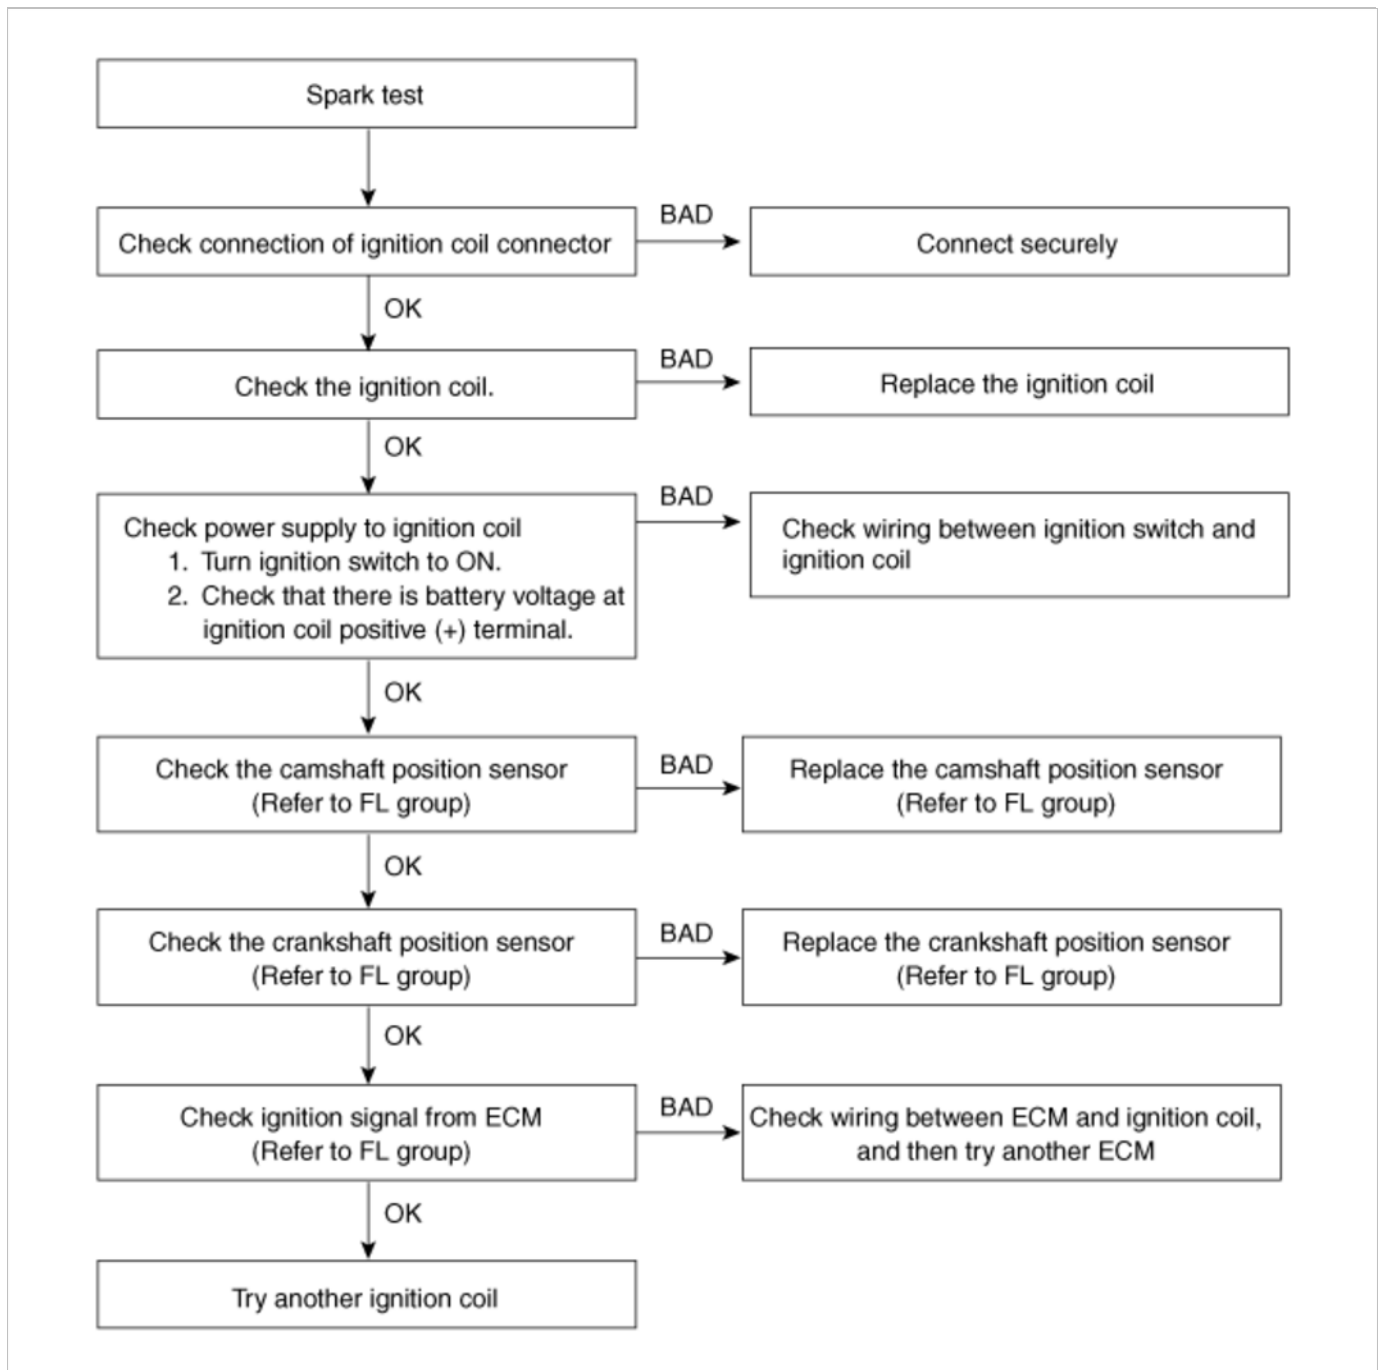 Spark test
Check connection of ignition coil connector
BAD
Connect securely
OK
Check the ignition coil.
BAD
Replace the ignition coil
OK
Check power supply to ignition coil
1. Turn ignition switch to ON.
2. Check that there is battery voltage at
ignition coil positive (+) terminal.
BAD
Check wiring between ignition switch and
ignition coil
OK
Check the camshaft position sensor
(Refer to FL group)
BAD
Replace the camshaft position sensor
(Refer to FL group)
OK
Check the crankshaft position sensor
(Refer to FL group)
BAD
Replace the crankshaft position sensor
(Refer to FL group)
OK
Check ignition signal from ECM
(Refer to FL group)
BAD
Check wiring between ECM and ignition coil,
and then try another ECM
OK
Try another ignition coil